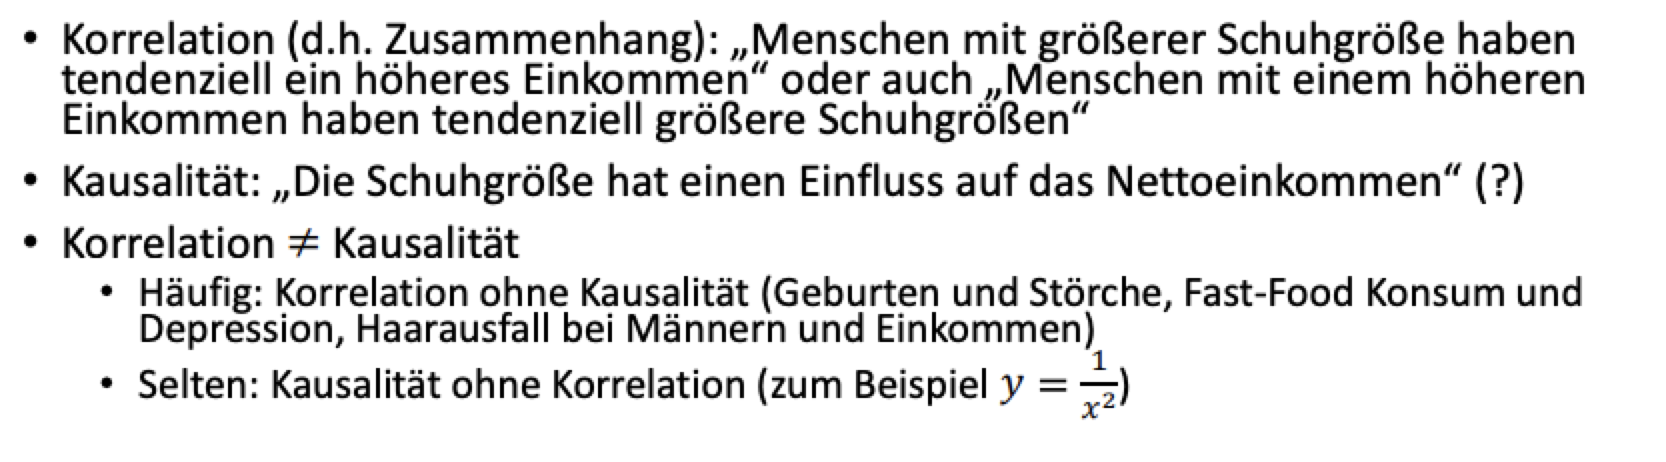 • Korrelation (d.h. Zusammenhang): „Menschen mit größerer Schuhgröße haben
tendenziell ein höheres Einkommen“ oder auch „Menschen mit einem höheren
Einkommen haben tendenziell größere Schuhgrößen“
• Kausalität: „Die Schuhgröße hat einen Einfluss auf das Nettoeinkommen“ (?)
• Korrelation ≠ Kausalität
• Häufig: Korrelation ohne Kausalität (Geburten und Störche, Fast-Food Konsum und
Depression, Haarausfall bei Männern und Einkommen)
• Selten: Kausalität ohne Korrelation (zum Beispiel y = 1/x²)